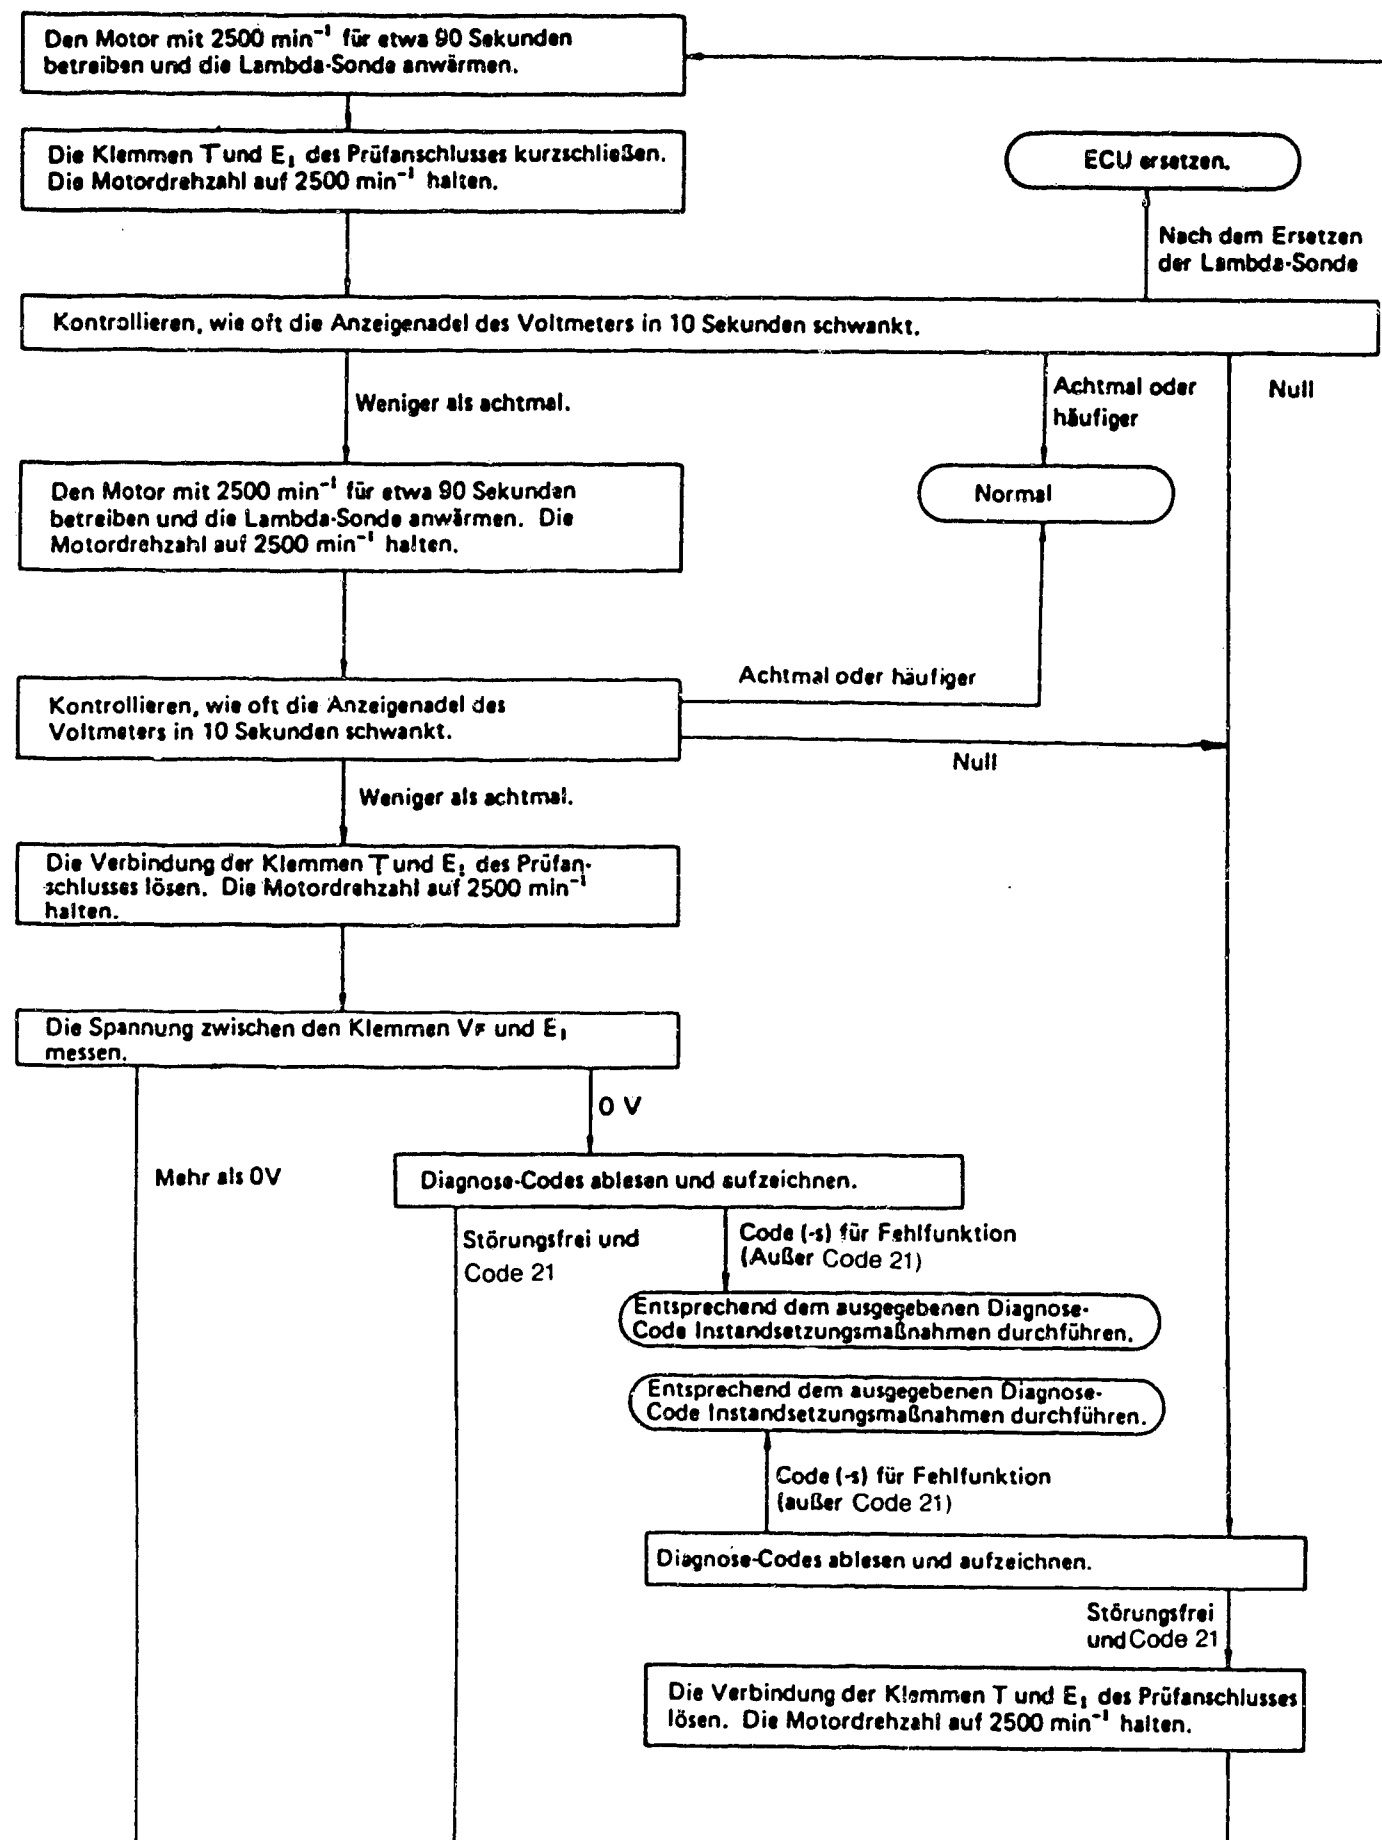 Den Motor mit 2500 min⁻¹ für etwa 90 Sekunden
betreiben und die Lambda-Sonde anwärmen.
Die Klemmen T und E₁ des Prüfanschlusses kurzschließen.
Die Motordrehzahl auf 2500 min⁻¹ halten.
ECU ersetzen.
Nach dem Ersetzen
der Lambda-Sonde
Kontrollieren, wie oft die Anzeigenadel des Voltmeters in 10 Sekunden schwankt.
Weniger als achtmal.
Achtmal oder
häufiger
Null
Den Motor mit 2500 min⁻¹ für etwa 90 Sekunden
betreiben und die Lambda-Sonde anwärmen. Die
Motordrehzahl auf 2500 min⁻¹ halten.
Normal
Achtmal oder häufiger
Kontrollieren, wie oft die Anzeigenadel des
Voltmeters in 10 Sekunden schwankt.
Null
Weniger als achtmal.
Die Verbindung der Klemmen T und E₁ des Prüfan-
schlusses lösen. Die Motordrehzahl auf 2500 min⁻¹
halten.
Die Spannung zwischen den Klemmen VF und E₁
messen.
0 V
Mehr als 0V
Diagnose-Codes ablesen und aufzeichnen.
Störungsfrei und
Code 21
Code (-s) für Fehlfunktion
(Außer Code 21)
Entsprechend dem ausgegebenen Diagnose-
Code Instandsetzungsmaßnahmen durchführen.
Entsprechend dem ausgegebenen Diagnose-
Code Instandsetzungsmaßnahmen durchführen.
Code (-s) für Fehlfunktion
(außer Code 21)
Diagnose-Codes ablesen und aufzeichnen.
Störungsfrei
und Code 21
Die Verbindung der Klemmen T und E₁ des Prüfanschlusses
lösen. Die Motordrehzahl auf 2500 min⁻¹ halten.